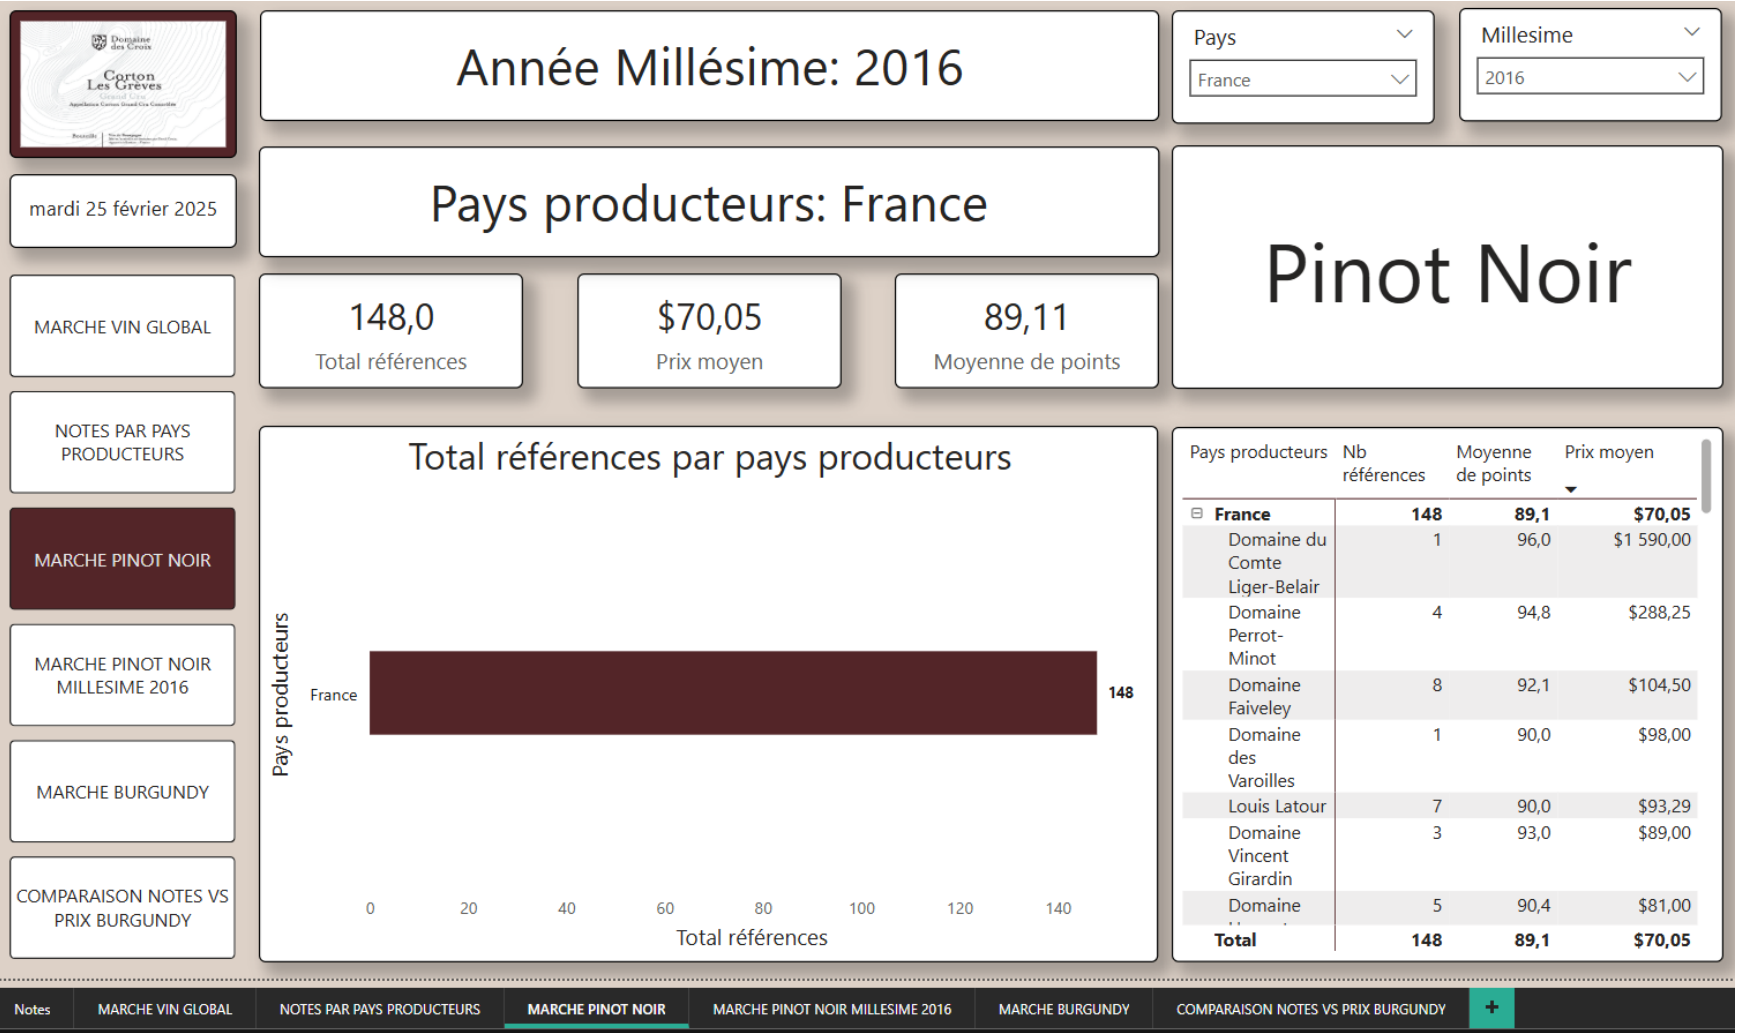 Domaine
des Croix
Corton
Les Grèves
Grand Cru
Appellation Corton Grand Cru Contrôlée
Bouteille
Année Millésime: 2016
Pays
France
Millesime
2016
mardi 25 février 2025
Pays producteurs: France
Pinot Noir
148,0
Total références
$70,05
Prix moyen
89,11
Moyenne de points
MARCHE VIN GLOBAL
NOTES PAR PAYS
PRODUCTEURS
MARCHE PINOT NOIR
MARCHE PINOT NOIR
MILLESIME 2016
MARCHE BURGUNDY
COMPARAISON NOTES VS
PRIX BURGUNDY
Total références par pays producteurs
Pays producteurs
France
148
0 20 40 60 80 100 120 140
Total références
Pays producteurs Nb références Moyenne de points Prix moyen
France 148 89,1 $70,05
Domaine du Comte Liger-Belair 1 96,0 $1 590,00
Domaine Perrot-Minot 4 94,8 $288,25
Domaine Faiveley 8 92,1 $104,50
Domaine des Varoilles 1 90,0 $98,00
Louis Latour 7 90,0 $93,29
Domaine Vincent Girardin 3 93,0 $89,00
Domaine 5 90,4 $81,00
Total 148 89,1 $70,05
Notes MARCHE VIN GLOBAL NOTES PAR PAYS PRODUCTEURS MARCHE PINOT NOIR MARCHE PINOT NOIR MILLESIME 2016 MARCHE BURGUNDY COMPARAISON NOTES VS PRIX BURGUNDY +